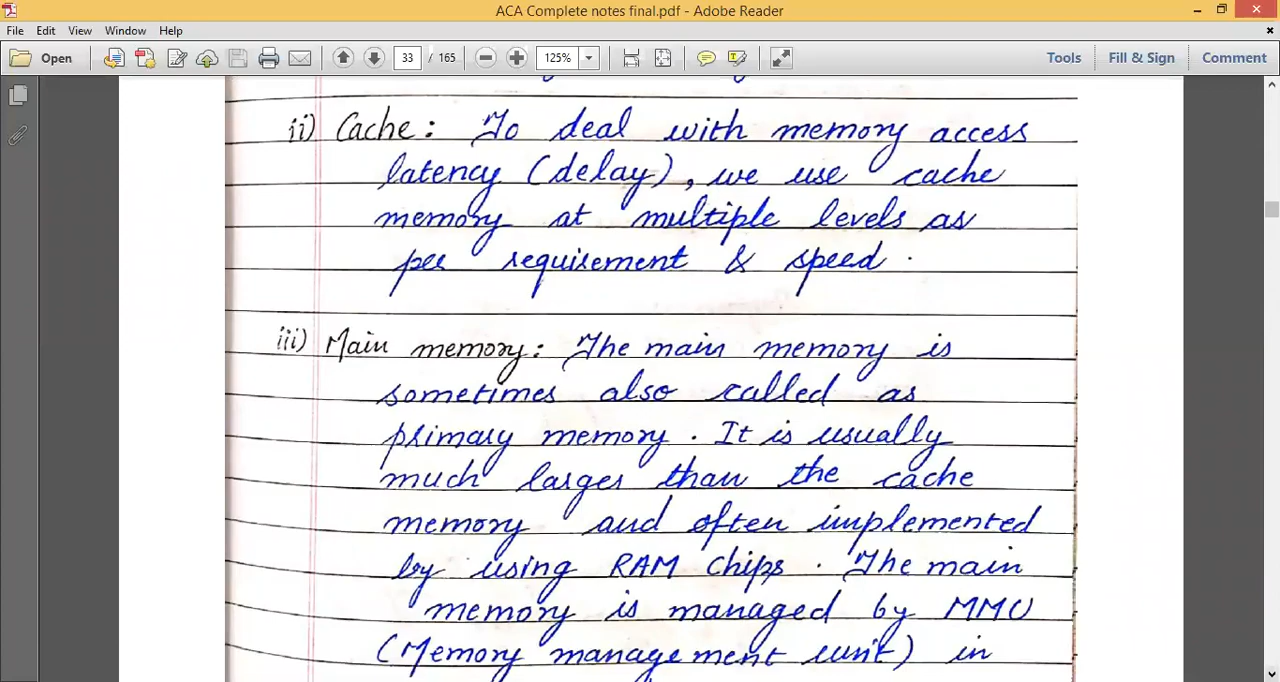 ACA Complete notes final.pdf - Adobe Reader
File Edit View Window Help
Open 33 / 165 125% Tools Fill & Sign Comment
ii) Cache : To deal with memory access
latency (delay), we use cache
memory at multiple levels as
per requirement & speed .
iii) Main memory : The main memory is
sometimes also called as
primary memory . It is usually
much larger than the cache
memory and often implemented
by using RAM Chips . The main
memory is managed by MMU
(Memory management unit) in